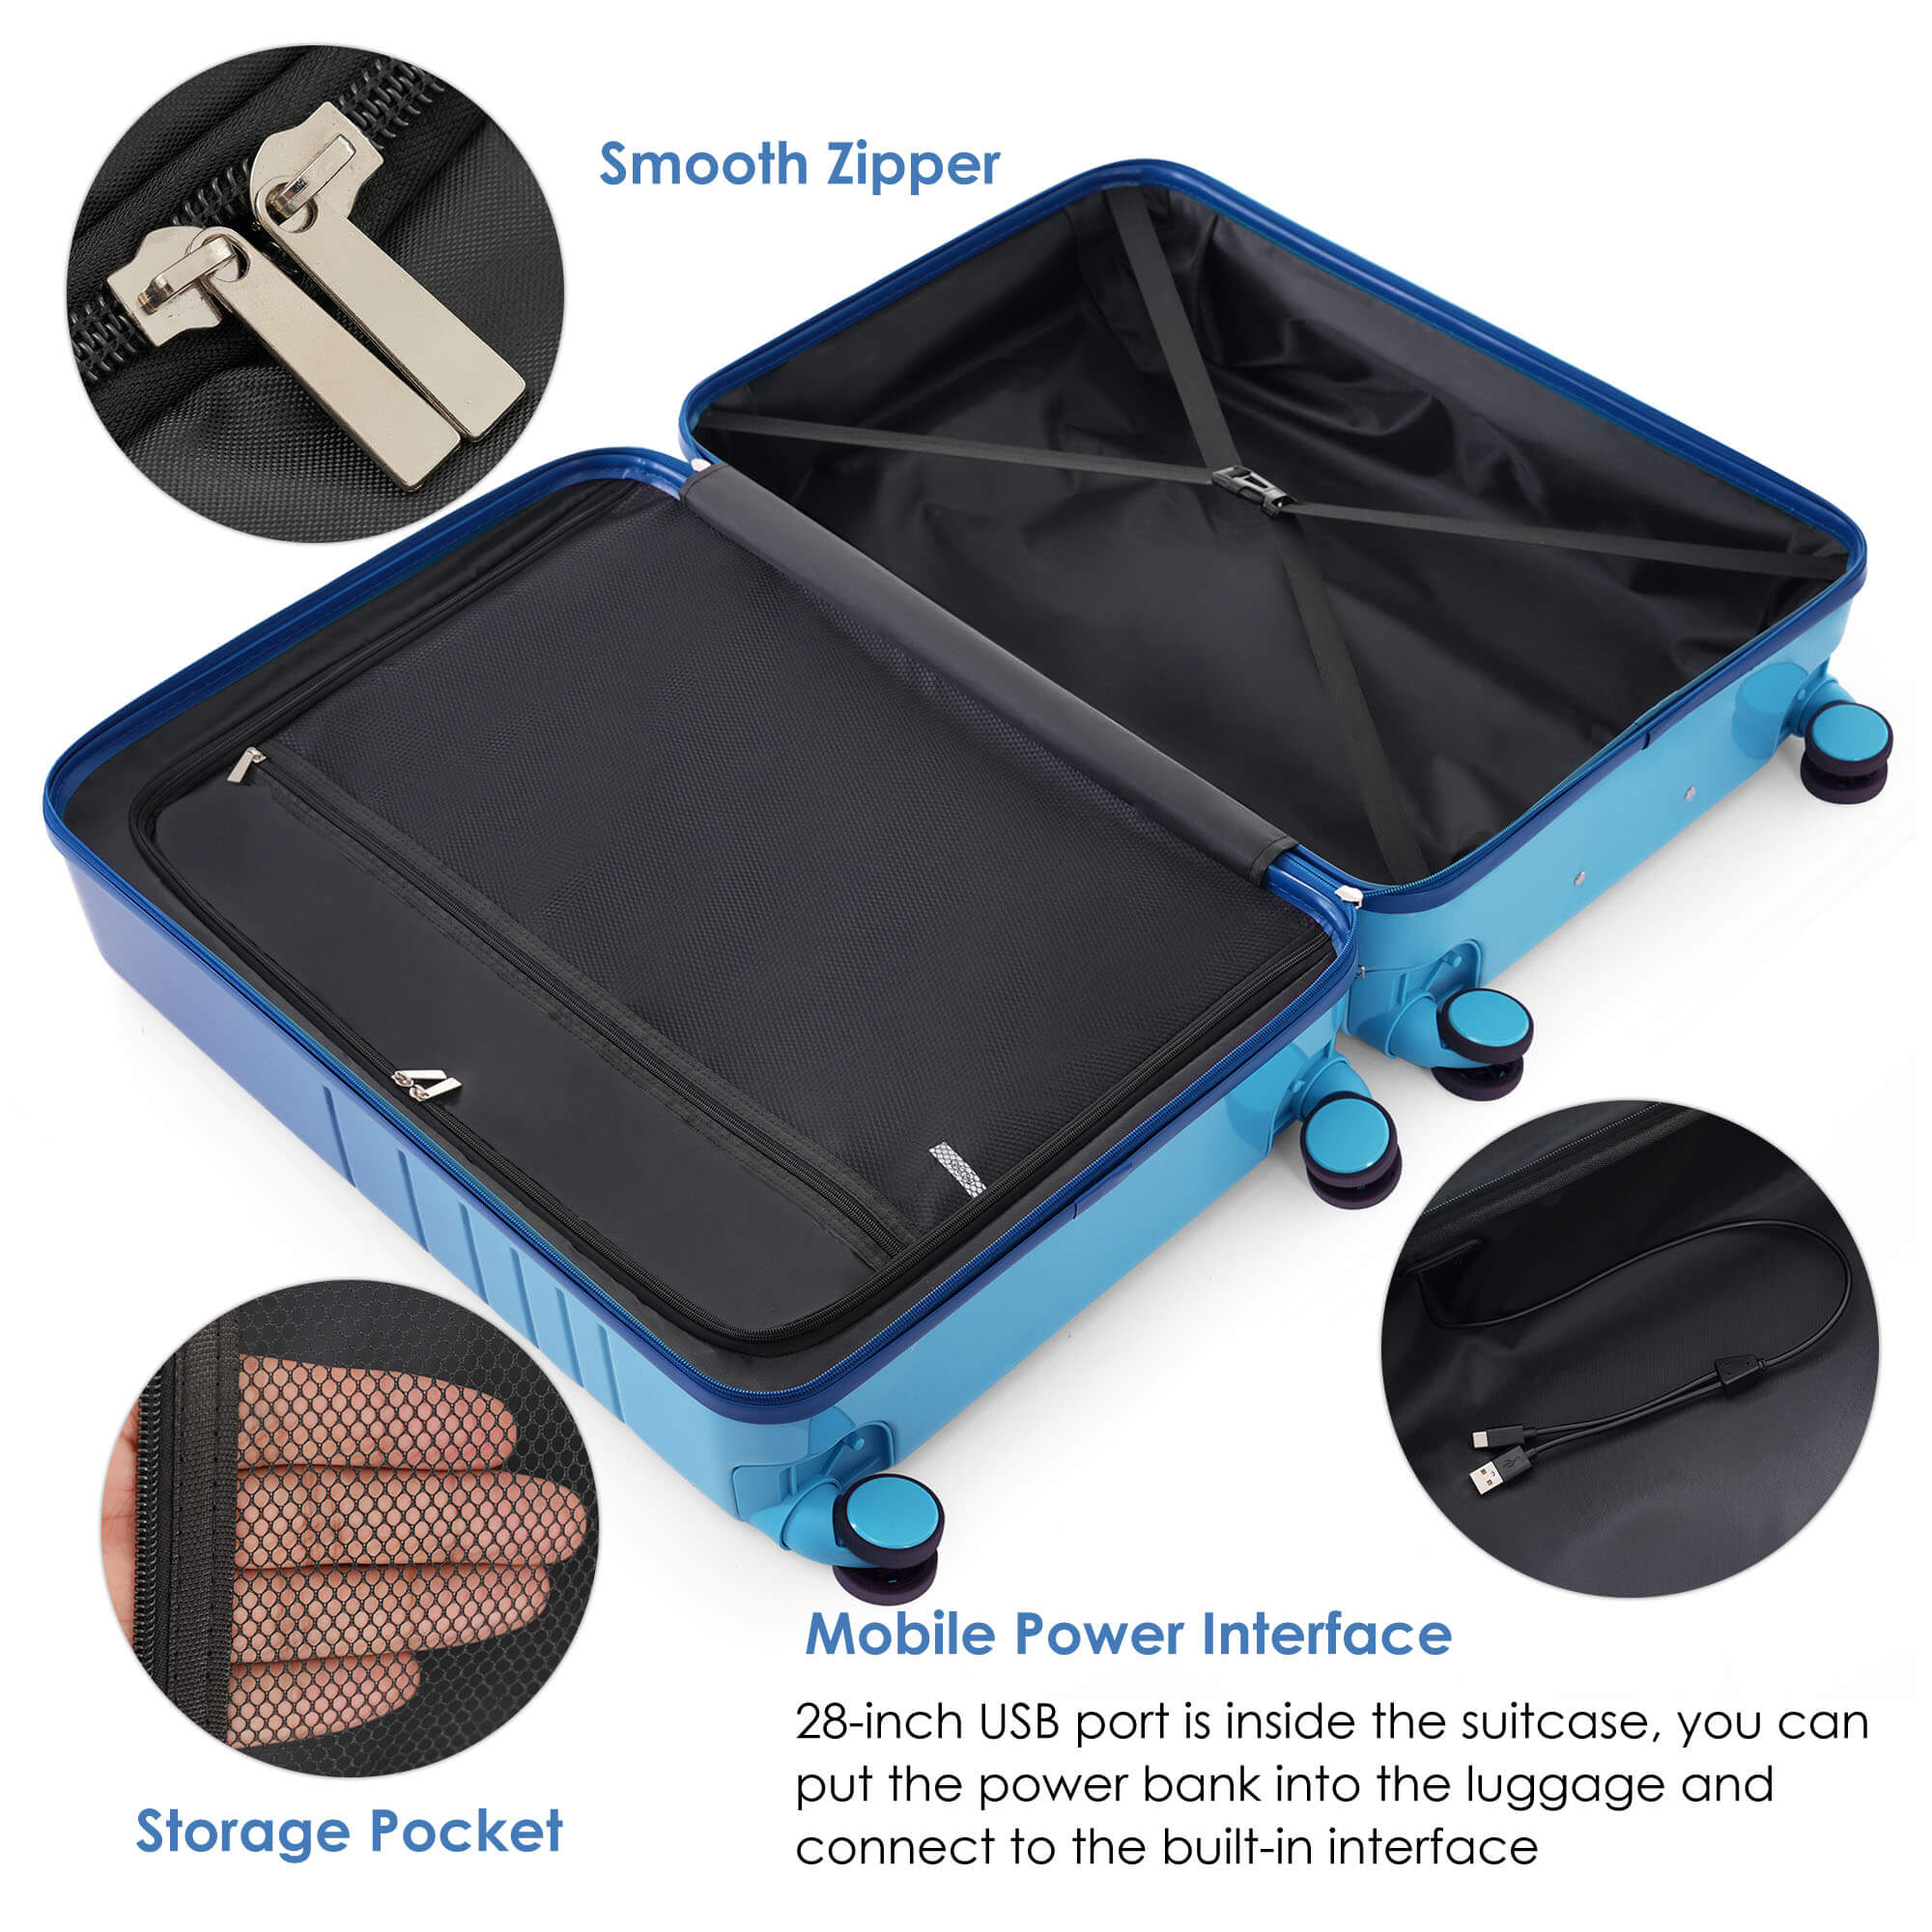 Smooth Zipper
Mobile Power Interface
28-inch USB port is inside the suitcase, you can
put the power bank into the luggage and
connect to the built-in interface
Storage Pocket